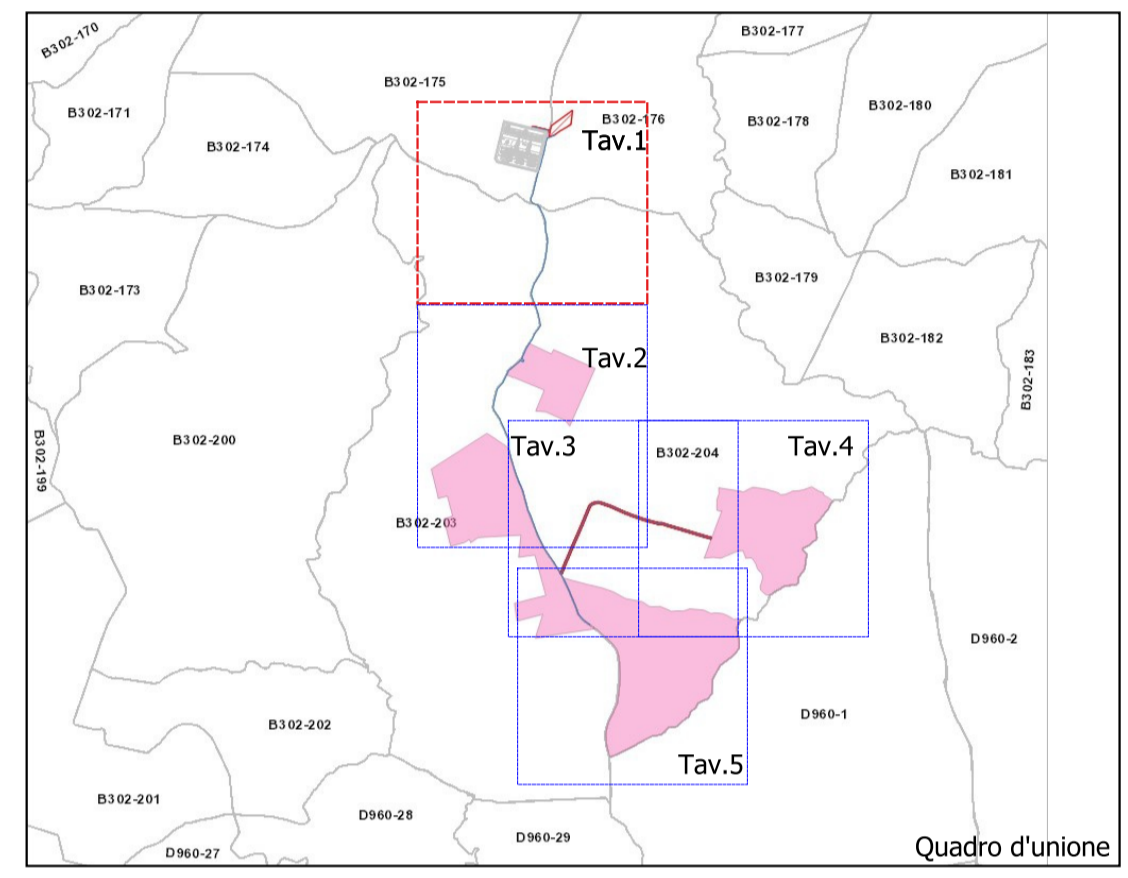 B302-170
B302-177
B302-175
B302-171
B302-180
B302-176
B302-178
Tav.1
B302-174
B302-181
B302-179
B302-173
B302-182
Tav.2
B302-183
B302-200
Tav.3
Tav.4
B302-204
B302-199
B302-203
D960-2
D960-1
B302-202
Tav.5
B302-201
D960-28
D960-29
Quadro d'unione
D960-27